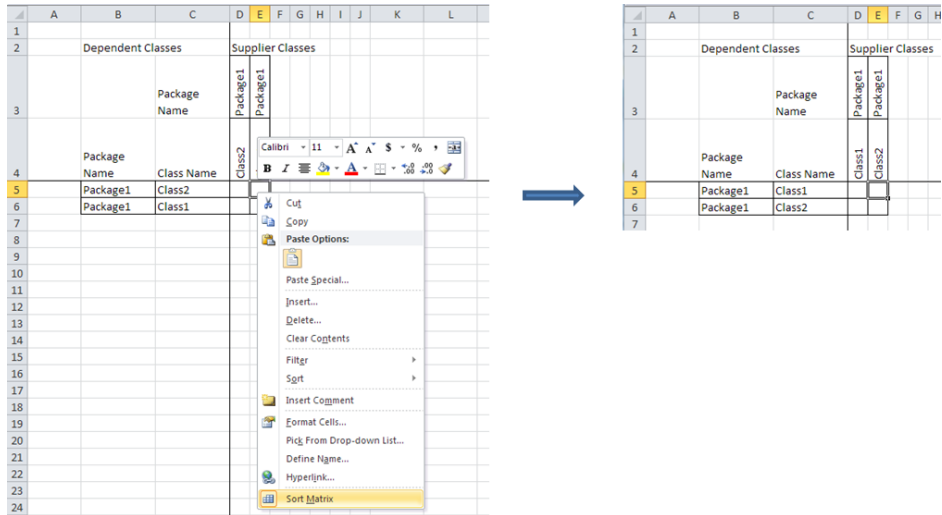 A B C D E F G H I J K L
1
2 Dependent Classes Supplier Classes
3 Package Name Package1 Package1
4 Package Name Class Name Class2
Calibri 11 A A $ % ,
B I A .00 .00
5 Package1 Class2
6 Package1 Class1
7
8
9
10
11
12
13
14
15
16
17
18
19
20
21
22
23
24
Cut
Copy
Paste Options:
Paste Special...
Insert...
Delete...
Clear Contents
Filter
Sort
Insert Comment
Format Cells...
Pick From Drop-down List...
Define Name...
Hyperlink...
Sort Matrix
A B C D E F G H
1
2 Dependent Classes Supplier Classes
3 Package Name Package1 Package1
4 Package Name Class Name Class1 Class2
5 Package1 Class1
6 Package1 Class2
7